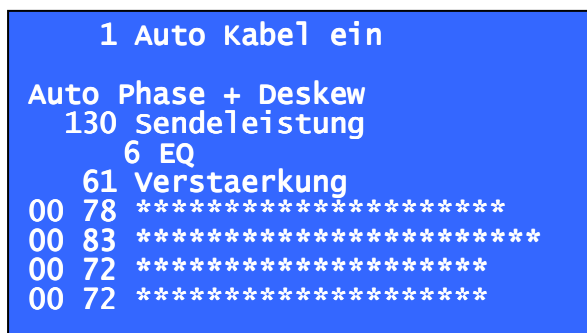 1 Auto Kabel ein
Auto Phase + Deskew
130 Sendeleistung
6 EQ
61 Verstaerkung
00 78 *********************
00 83 ***********************
00 72 ********************
00 72 ********************